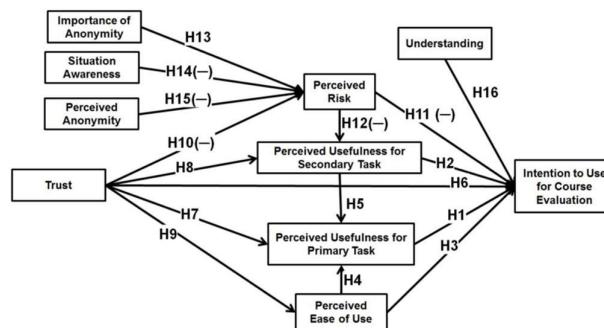 Importance of
Anonymity
H13
Understanding
Situation
Awareness
H14(—)
Perceived
Risk
H16
H15(—)
H11 (—)
Perceived
Anonymity
H12(—)
H10(—)
Perceived Usefulness for
Secondary Task
H2
H8
H6
Trust
Intention to Use
for Course
Evaluation
H5
H7
H1
H9
Perceived Usefulness for
Primary Task
H3
H4
Perceived
Ease of Use